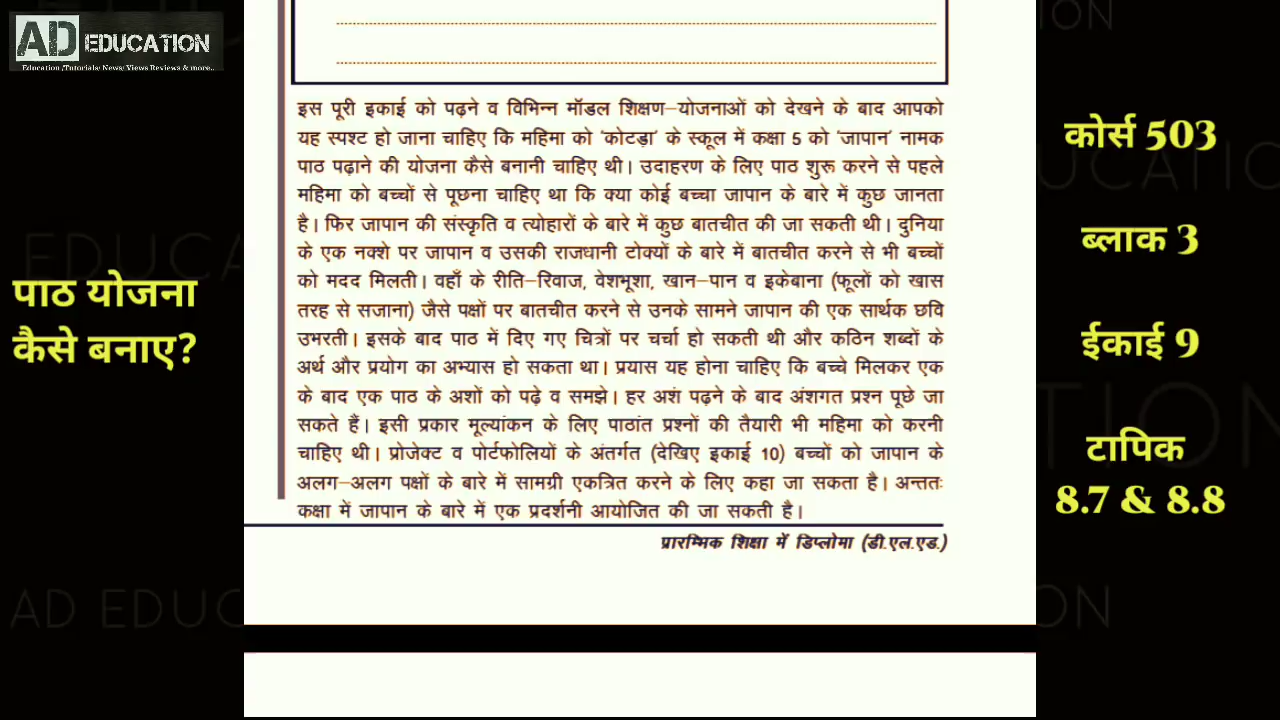 AD EDUCATION
Education ,Tutorials/ News/ Views Reviews & more..
पाठ योजना
कैसे बनाए?
इस पूरी इकाई को पढ़ने व विभिन्न मॉडल शिक्षण–योजनाओं को देखने के बाद आपको
यह स्पश्ट हो जाना चाहिए कि महिमा को 'कोटड़ा' के स्कूल में कक्षा 5 को 'जापान' नामक
पाठ पढ़ाने की योजना कैसे बनानी चाहिए थी। उदाहरण के लिए पाठ शुरू करने से पहले
महिमा को बच्चों से पूछना चाहिए था कि क्या कोई बच्चा जापान के बारे में कुछ जानता
है। फिर जापान की संस्कृति व त्योहारों के बारे में कुछ बातचीत की जा सकती थी। दुनिया
के एक नक्शे पर जापान व उसकी राजधानी टोक्यों के बारे में बातचीत करने से भी बच्चों
को मदद मिलती। वहाँ के रीति–रिवाज, वेशभूशा, खान–पान व इकेबाना (फूलों को खास
तरह से सजाना) जैसे पक्षों पर बातचीत करने से उनके सामने जापान की एक सार्थक छवि
उभरती। इसके बाद पाठ में दिए गए चित्रों पर चर्चा हो सकती थी और कठिन शब्दों के
अर्थ और प्रयोग का अभ्यास हो सकता था। प्रयास यह होना चाहिए कि बच्चे मिलकर एक
के बाद एक पाठ के अशों को पढ़े व समझे। हर अशं पढ़ने के बाद अंशगत प्रश्न पूछे जा
सकते हैं। इसी प्रकार मूल्यांकन के लिए पाठांत प्रश्नों की तैयारी भी महिमा को करनी
चाहिए थी। प्रोजेक्ट व पोर्टफोलियों के अंतर्गत (देखिए इकाई 10) बच्चों को जापान के
अलग–अलग पक्षों के बारे में सामग्री एकत्रित करने के लिए कहा जा सकता है। अन्ततः
कक्षा में जापान के बारे में एक प्रदर्शनी आयोजित की जा सकती है।
प्रारम्भिक शिक्षा में डिप्लोमा (डी.एल.एड.)
कोर्स 503
ब्लाक 3
ईकाई 9
टापिक
8.7 & 8.8